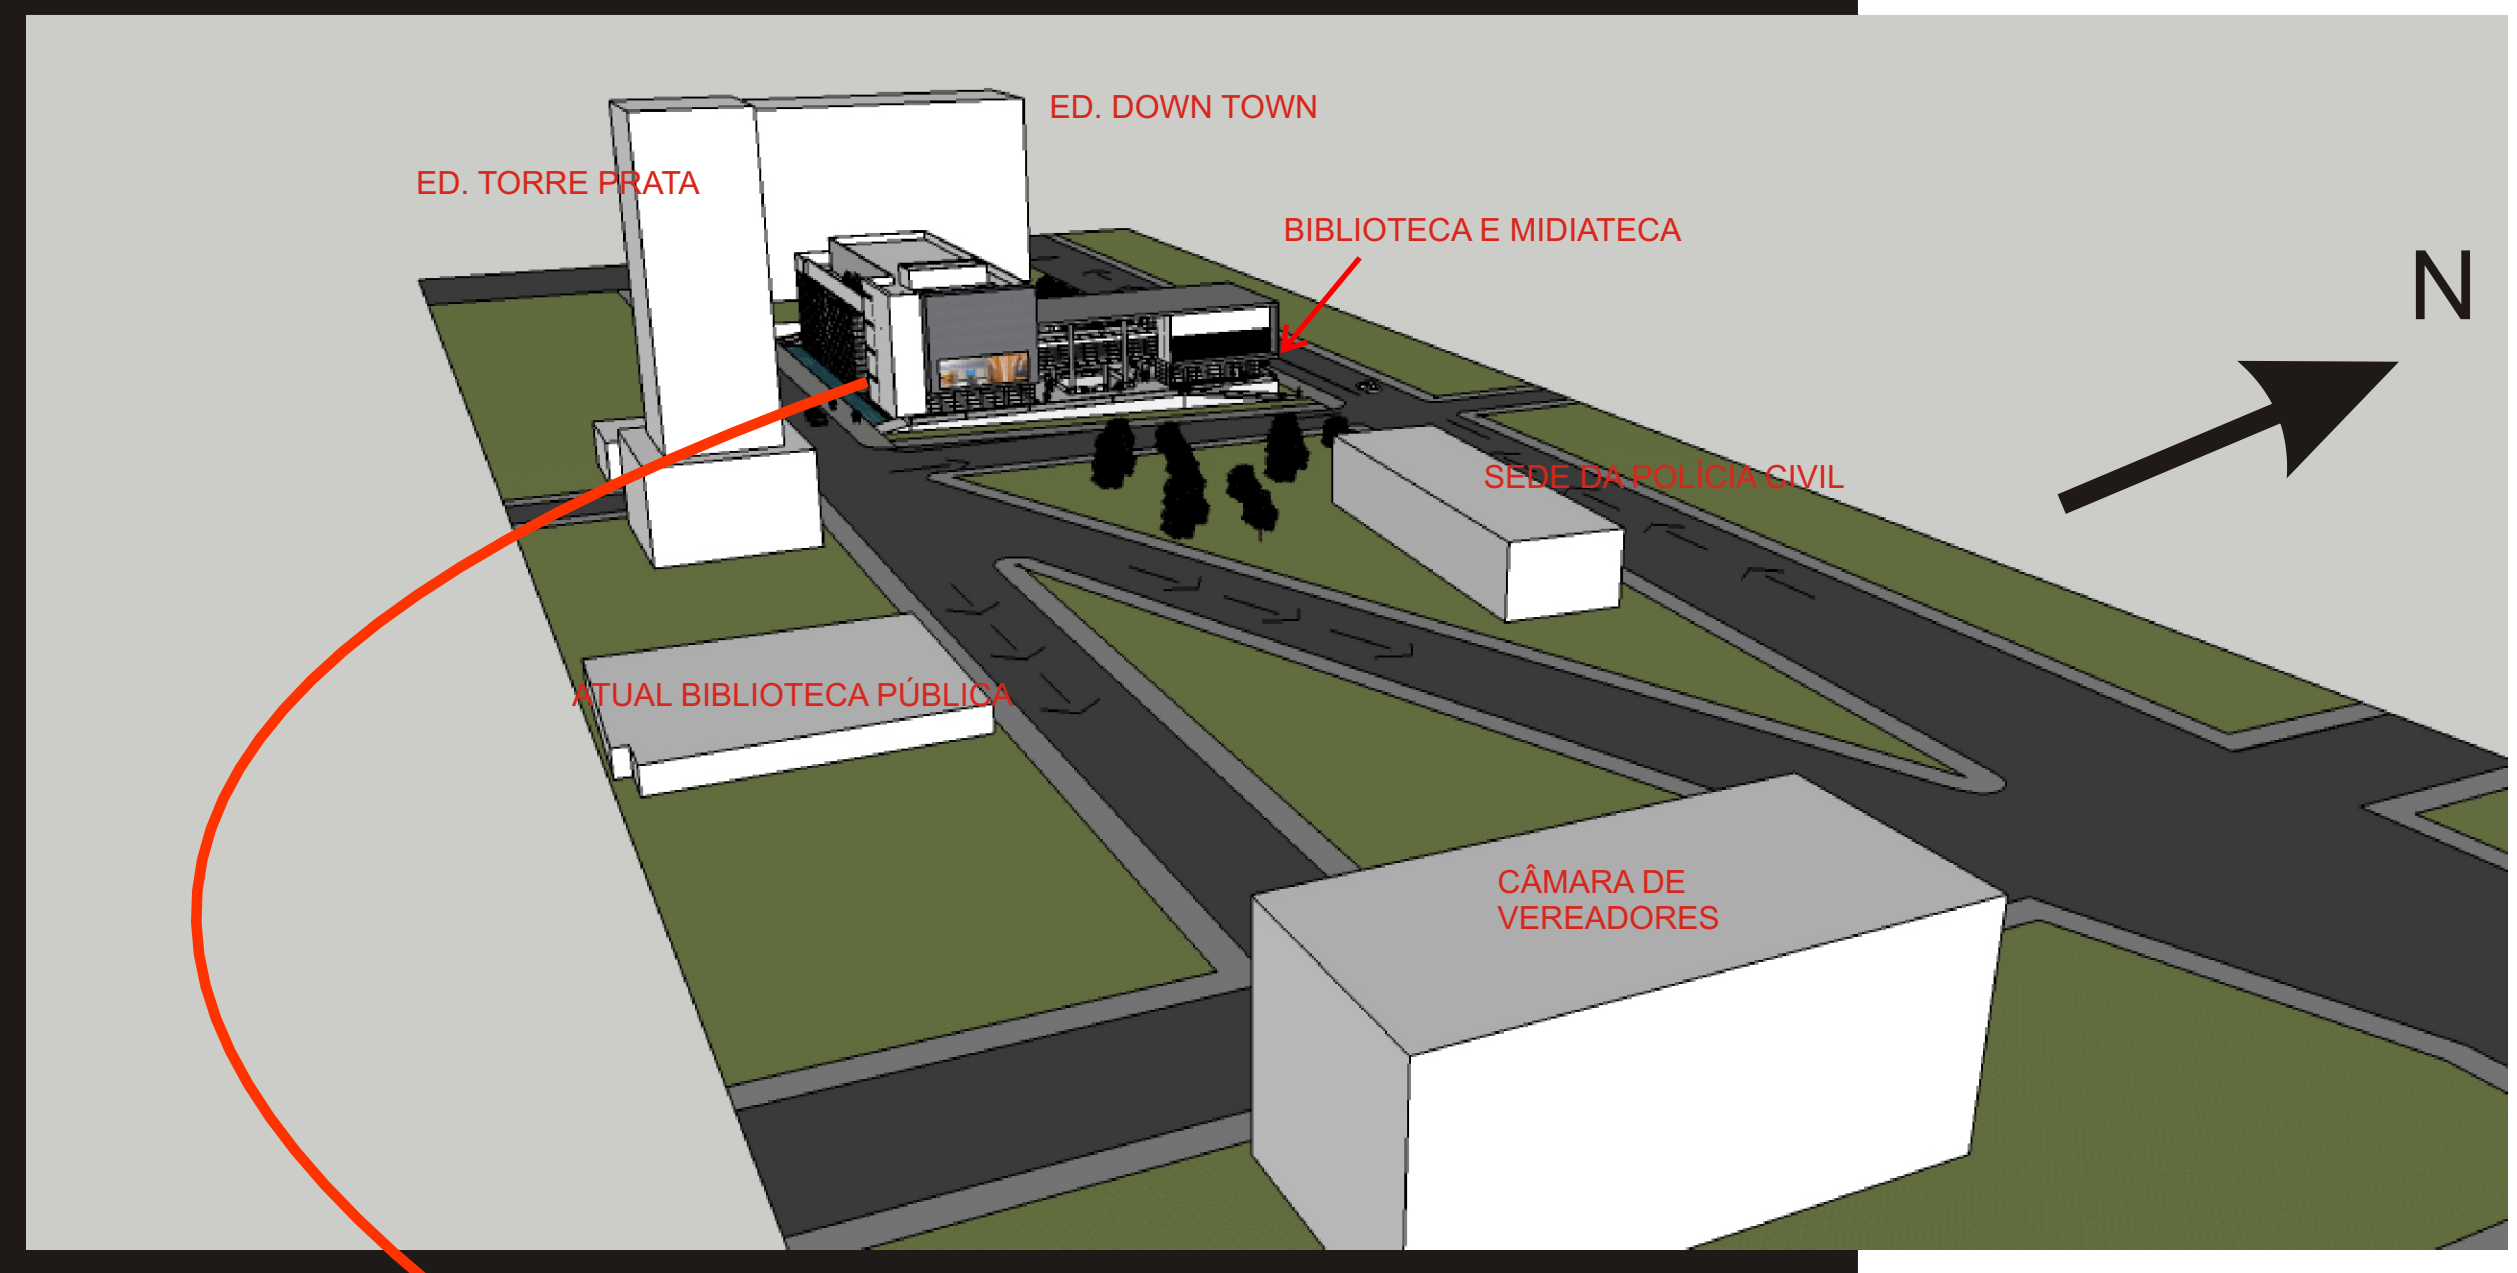 ED. DOWN TOWN
ED. TORRE PRATA
BIBLIOTECA E MIDIATECA
N
SEDE DA POLÍCIA CIVIL
ATUAL BIBLIOTECA PÚBLICA
CÂMARA DE
VEREADORES